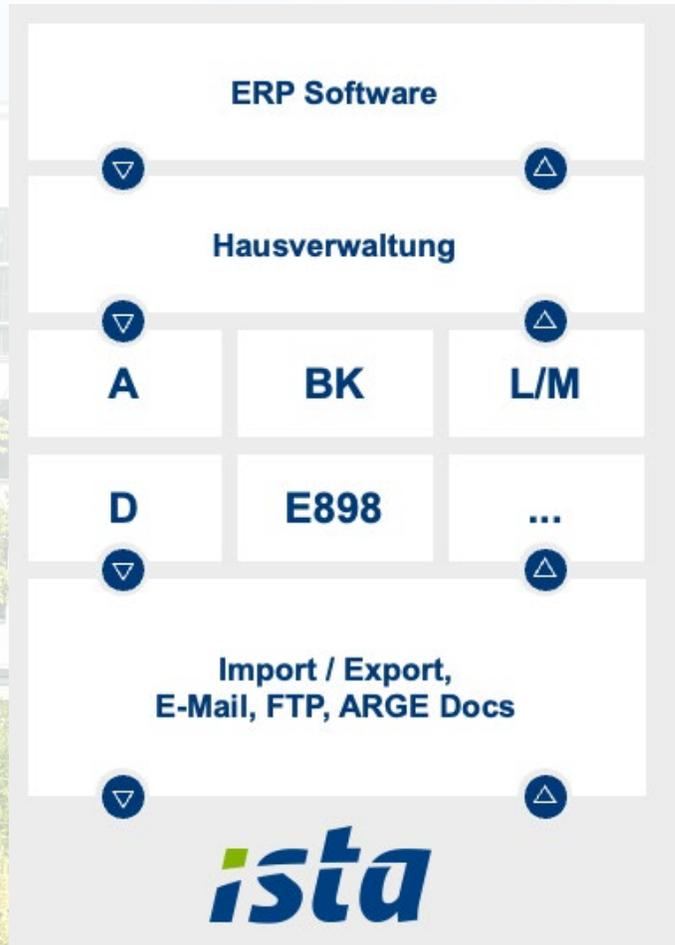 ERP Software
Hausverwaltung
A
BK
L/M
D
E898
...
Import / Export,
E-Mail, FTP, ARGE Docs
ista